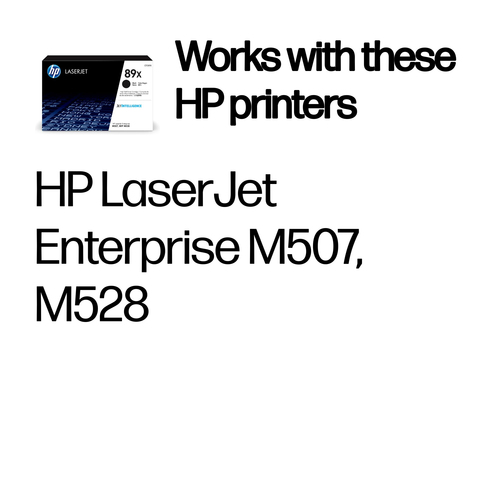 Works with these
HP printers
hp LASERJET
89x
HP LaserJet
Enterprise M507,
M528